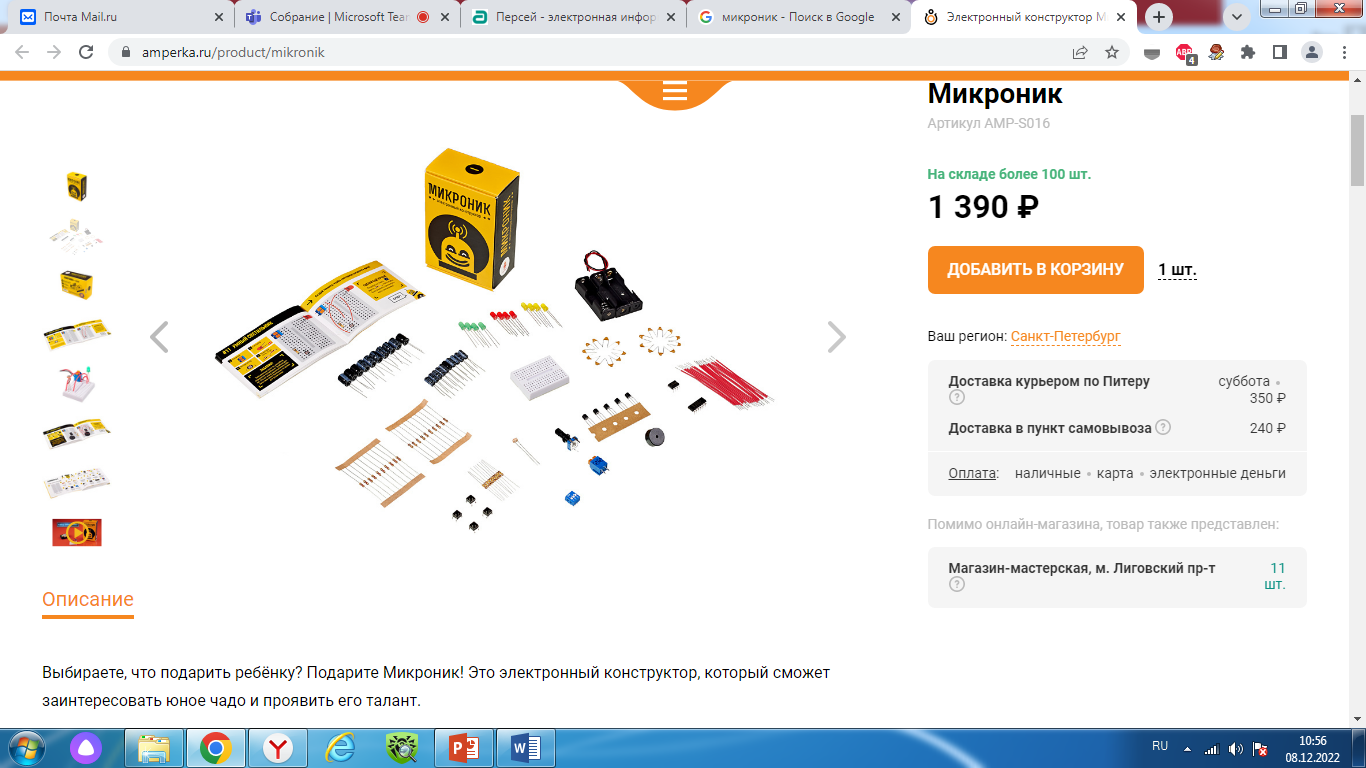 Почта Mail.ru
Собрание | Microsoft Tean
Персей - электронная инфор
микроник - Поиск в Google
Электронный конструктор М
amperka.ru/product/mikronik
ABP
4
Микроник
Артикул AMP-S016
На складе более 100 шт.
1 390 ₽
ДОБАВИТЬ В КОРЗИНУ
1 шт.
Ваш регион: Санкт-Петербург
Доставка курьером по Питеру
суббота •
350 ₽
Доставка в пункт самовывоза
240 ₽
Оплата: наличные • карта • электронные деньги
Помимо онлайн-магазина, товар также представлен:
Магазин-мастерская, м. Лиговский пр-т
11
шт.
МИКРОНИК
МИКРОНИК
Описание
Выбираете, что подарить ребёнку? Подарите Микроник! Это электронный конструктор, который сможет
заинтересовать юное чадо и проявить его талант.
RU
10:56
08.12.2022